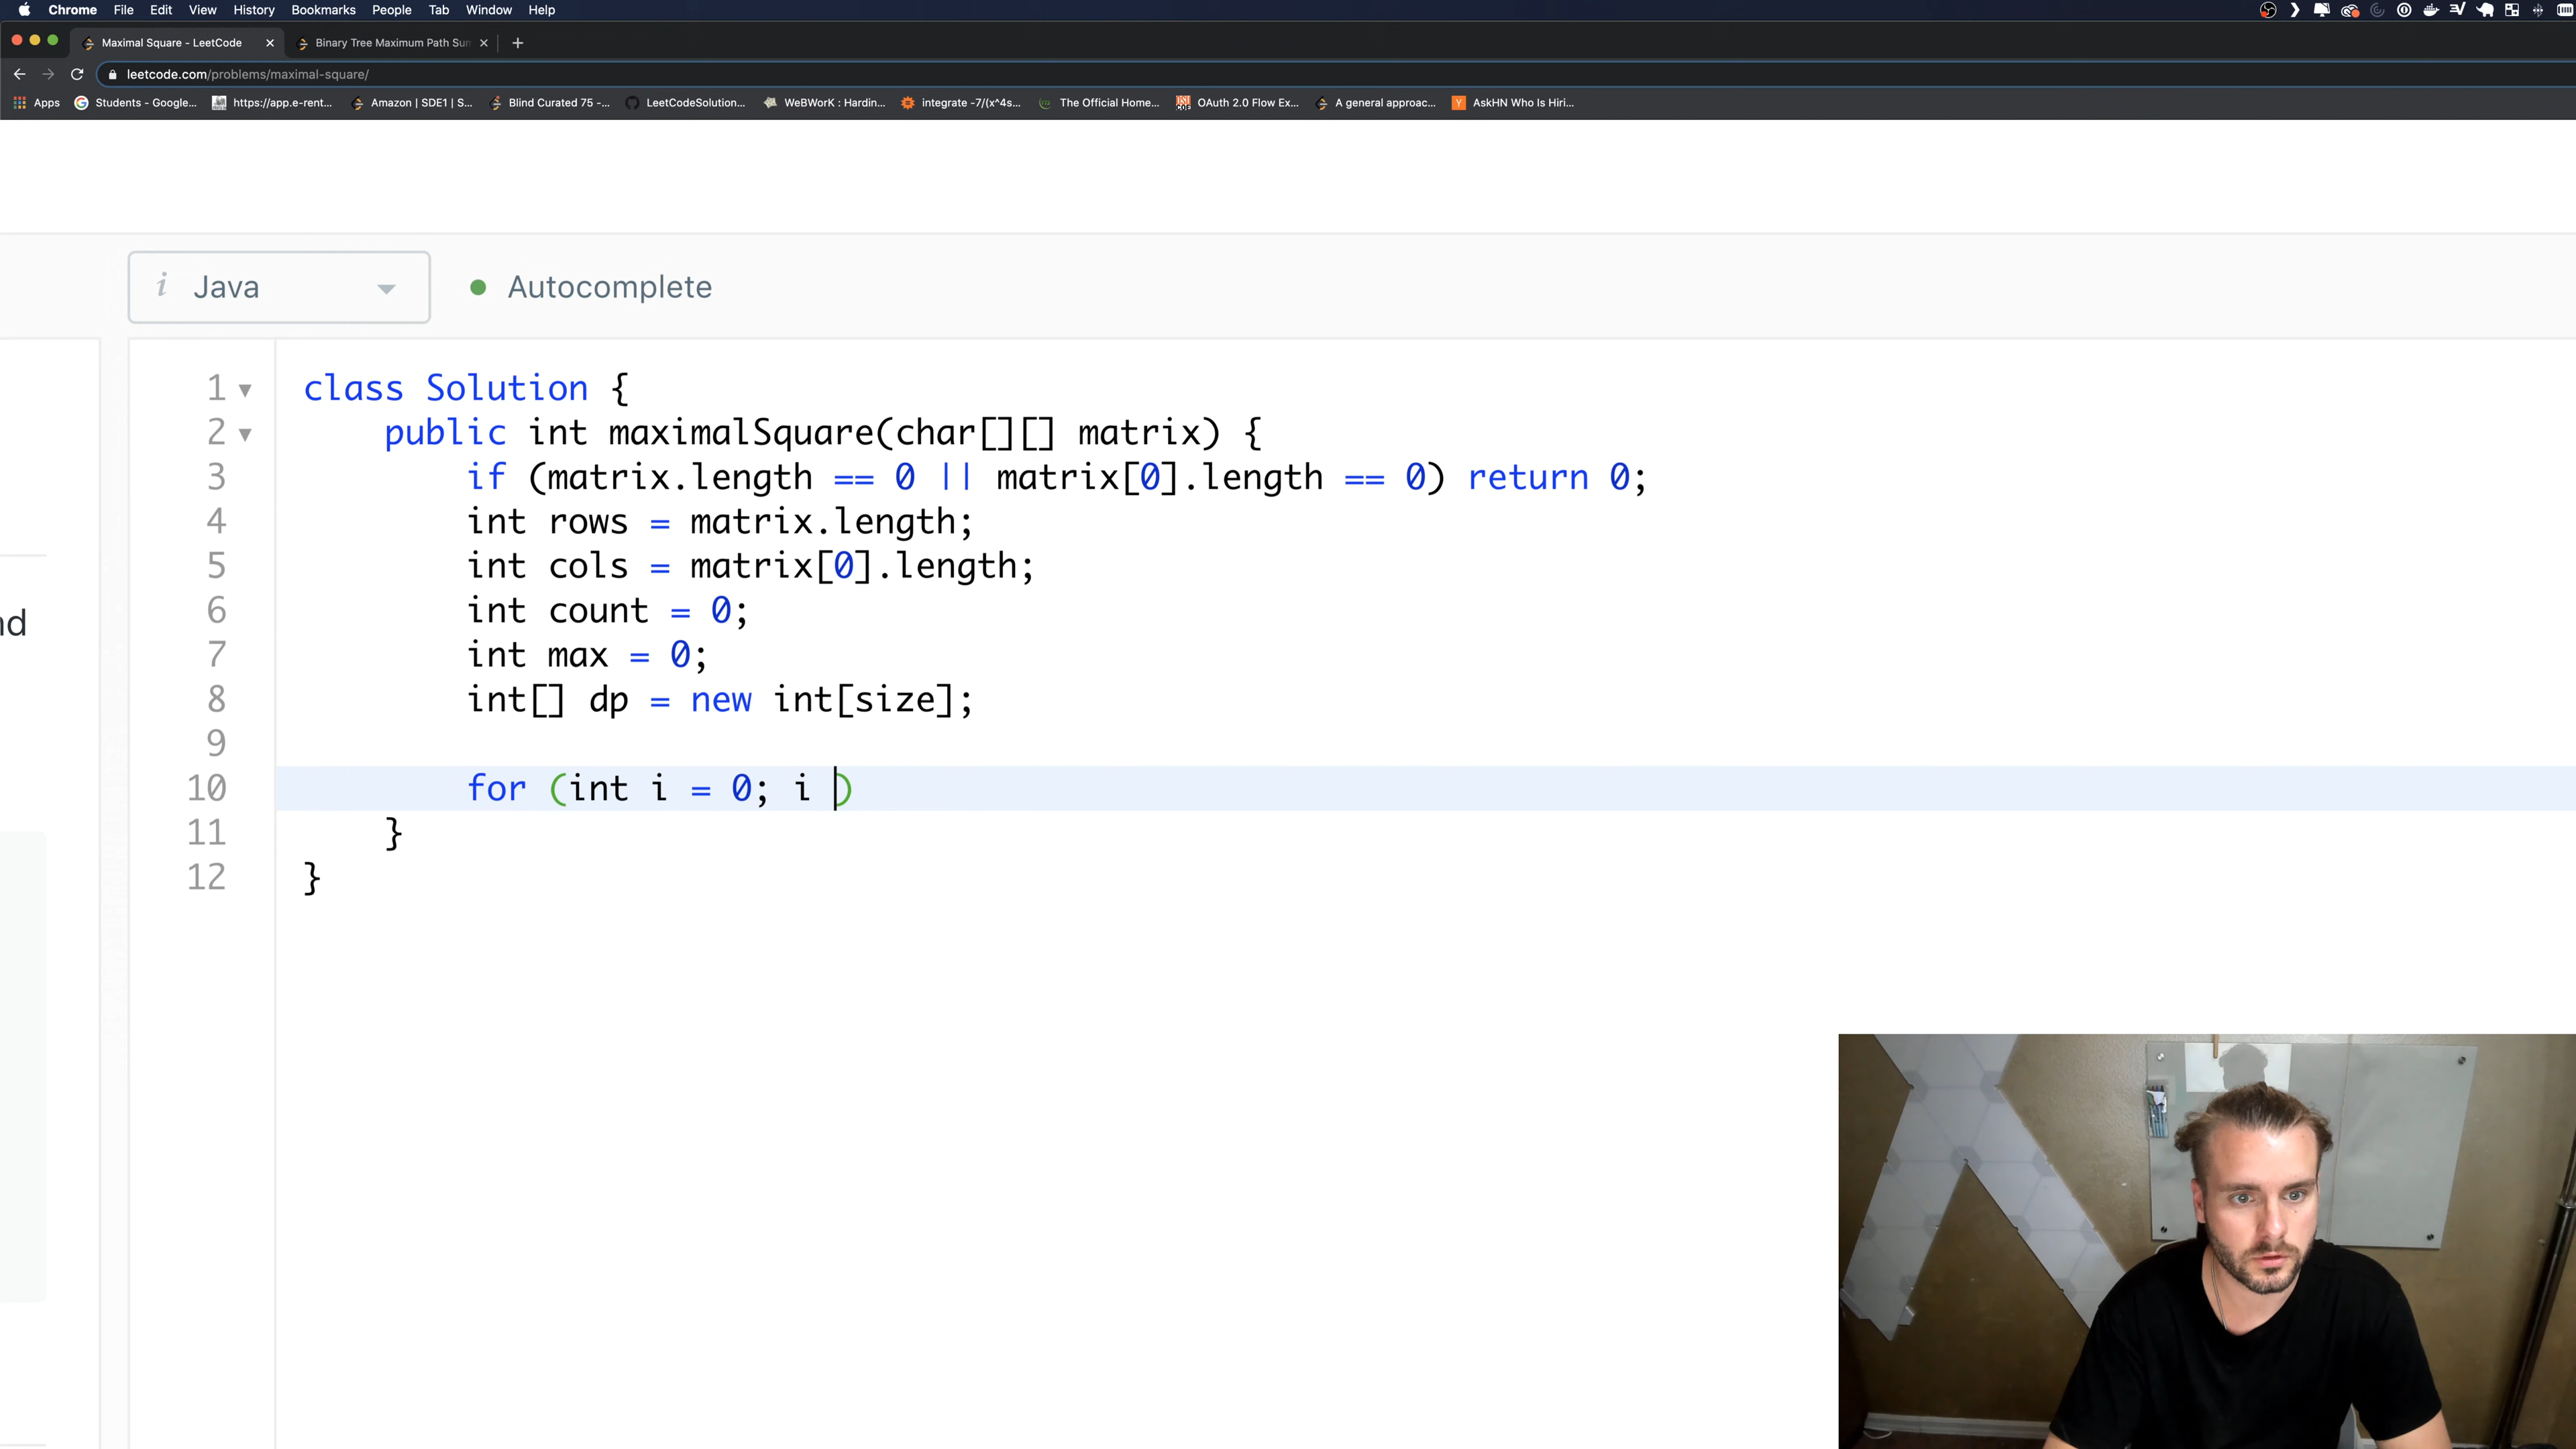 Chrome File Edit View History Bookmarks People Tab Window Help
Maximal Square - LeetCode
Binary Tree Maximum Path Sum
leetcode.com/problems/maximal-square/
Apps
Students - Google...
https://app.e-rent...
Amazon | SDE1 | S...
Blind Curated 75 -...
LeetCodeSolution...
WeBWorK : Hardin...
integrate -7/(x^4s...
The Official Home...
OAuth 2.0 Flow Ex...
A general approac...
AskHN Who Is Hiri...
i Java
Autocomplete
nd
1 class Solution {
2 public int maximalSquare(char[][] matrix) {
3 if (matrix.length == 0 || matrix[0].length == 0) return 0;
4 int rows = matrix.length;
5 int cols = matrix[0].length;
6 int count = 0;
7 int max = 0;
8 int[] dp = new int[size];
9
10 for (int i = 0; i )
11 }
12 }